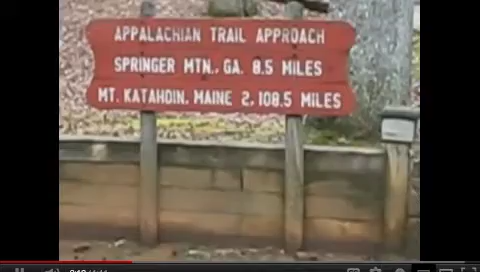 APPALACHIAN TRAIL APPROACH
SPRINGER MTN., GA. 8.5 MILES
MT. KATAHDIN, MAINE 2,108.5 MILES